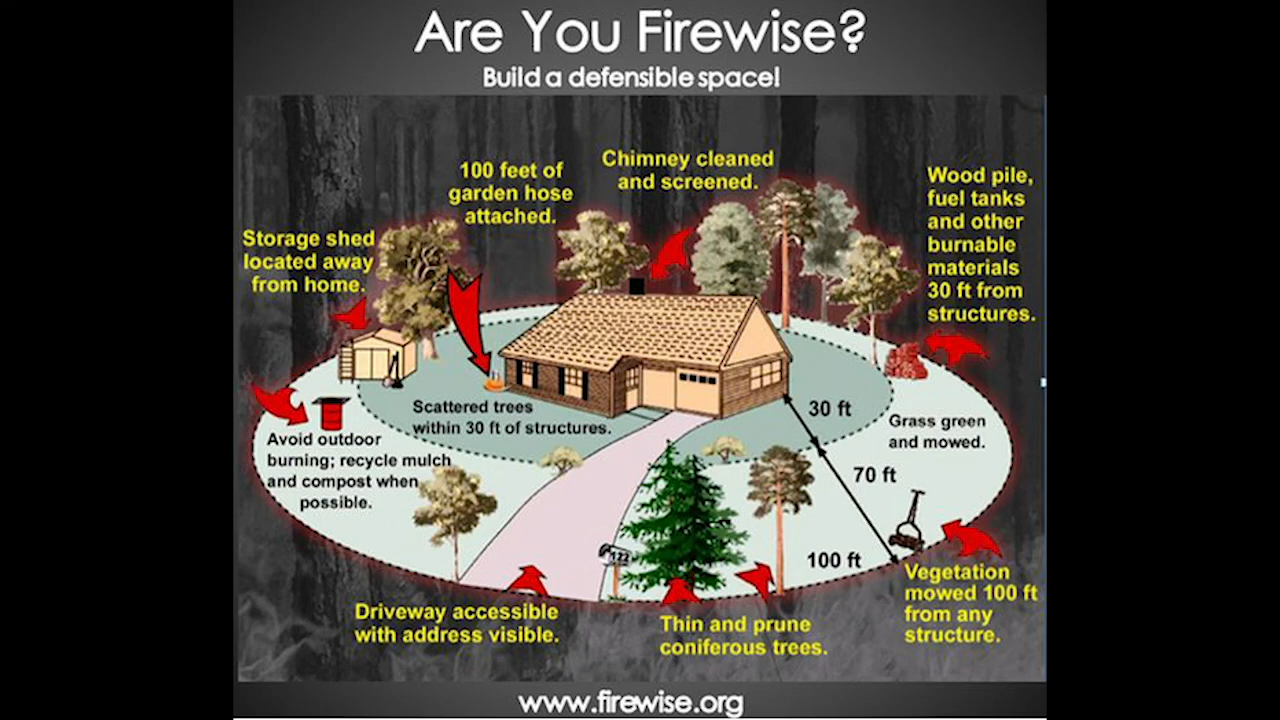 Are You Firewise?
Build a defensible space!
100 feet of
garden hose
attached.
Chimney cleaned
and screened.
Wood pile,
fuel tanks
and other
burnable
materials
30 ft from
structures.
Storage shed
located away
from home.
Scattered trees
within 30 ft of structures.
30 ft
Grass green
and mowed.
Avoid outdoor
burning; recycle mulch
and compost when
possible.
70 ft
100 ft
122
Vegetation
mowed 100 ft
from any
structure.
Driveway accessible
with address visible.
Thin and prune
coniferous trees.
www.firewise.org